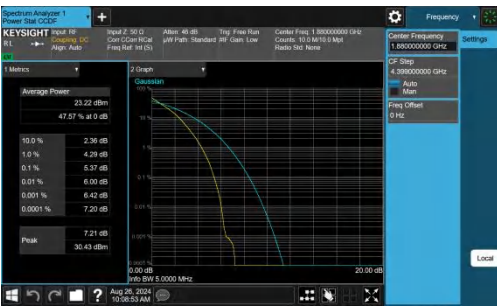 Spectrum Analyzer 1
Power Stat CCDF
Frequency
Settings
KEYSIGHT
Input: RF
Coupling: DC
Align: Auto
Input Z: 50 Ω
Corr CCorr RCal
Freq Ref: Int (S)
Atten: 46 dB
µW Path: Standard
Trig: Free Run
#IF Gain: Low
Center Freq: 1.880000000 GHz
Counts: 10.0 M/10.0 Mpt
Radio Std: None
RL
Center Frequency
1.880000000 GHz
CF Step
4.399000000 GHz
Auto
Man
Freq Offset
0 Hz
Local
1 Metrics
Average Power
23.22 dBm
47.57 % at 0 dB
10.0 % 2.36 dB
1.0 % 4.29 dB
0.1 % 5.37 dB
0.01 % 6.00 dB
0.001 % 6.42 dB
0.0001 % 7.20 dB
Peak
7.21 dB
30.43 dBm
2 Graph
Gaussian
100 %
0.00 dB
20.00 dB
Info BW 5.0000 MHz
Aug 26, 2024
10:08:53 AM